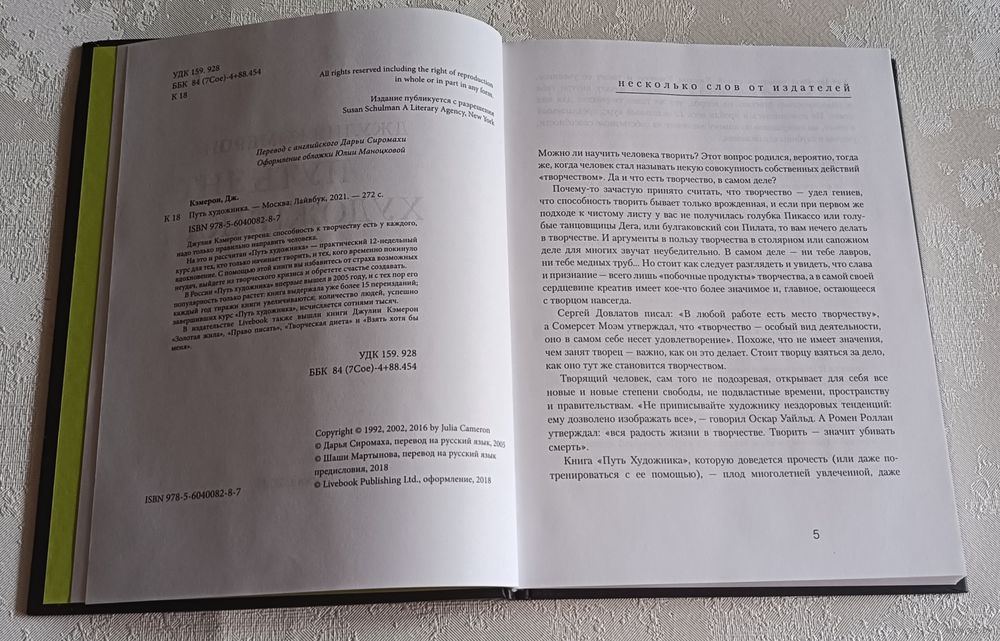 УДК 159. 928
ББК 84 (7Сое)-4+88.454
К 18
All rights reserved including the right of reproduction
in whole or in part in any form.
Издание публикуется с разрешения
Susan Schulman A Literary Agency, New York
Перевод с английского Дарьи Сиромахи
Оформление обложки Юлии Маноцковой
Кэмерон, Дж.
К 18 Путь художника. — Москва: Лайвбук, 2021. — 272 с.
ISBN 978-5-6040082-8-7
Джулия Кэмерон уверена: способность к творчеству есть у каждого,
надо только правильно направить человека.
На это и рассчитан «Путь художника» — практический 12-недельный
курс для тех, кто только начинает творить, и тех, кого временно покинуло
вдохновение. С помощью этой книги вы избавитесь от страха возможных
неудач, выйдете из творческого кризиса и обретете счастье создавать.
В России «Путь художника» впервые вышел в 2005 году, и с тех пор его
популярность только растет: книга выдержала уже более 15 переизданий;
каждый год тиражи книги увеличиваются; количество людей, успешно
завершивших курс «Путь художника», исчисляется сотнями тысяч.
В издательстве Livebook также вышли книги Джулии Кэмерон
«Золотая жила», «Право писать», «Творческая диета» и «Взять хотя бы
меня».
УДК 159. 928
ББК 84 (7Сое)-4+88.454
Copyright © 1992, 2002, 2016 by Julia Cameron
© Дарья Сиромаха, перевод на русский язык, 2005
© Шаши Мартынова, перевод на русский язык
предисловия, 2018
© Livebook Publishing Ltd., оформление, 2018
ISBN 978-5-6040082-8-7
несколько слов от издателей
Можно ли научить человека творить? Этот вопрос родился, вероятно, тогда
же, когда человек стал называть некую совокупность собственных действий
«творчеством». Да и что есть творчество, в самом деле?
Почему-то зачастую принято считать, что творчество — удел гениев,
что способность творить бывает только врожденная, и если при первом же
подходе к чистому листу у вас не получилась голубка Пикассо или голу-
бые танцовщицы Дега, или булгаковский сон Пилата, то вам нечего делать
в творчестве. И аргументы в пользу творчества в столярном или сапожном
деле для многих звучат неубедительно. В самом деле — ни тебе лавров,
ни тебе медных труб... Но стоит как следует разглядеть и увидеть, что слава
и признание — всего лишь «побочные продукты» творчества, а в самой своей
сердцевине креатив имеет кое-что более значимое и, главное, остающееся
с творцом навсегда.
Сергей Довлатов писал: «В любой работе есть место творчеству»,
а Сомерсет Моэм утверждал, что «творчество — особый вид деятельности,
оно в самом себе несет удовлетворение». Похоже, что не имеет значения,
чем занят творец — важно, как он это делает. Стоит творцу взяться за дело,
как оно тут же становится творчеством.
Творящий человек, сам того не подозревая, открывает для себя все
новые и новые степени свободы, не подвластные времени, пространству
и правительствам. «Не приписывайте художнику нездоровых тенденций:
ему дозволено изображать все», — говорил Оскар Уайльд. А Ромен Роллан
утверждал: «вся радость жизни в творчестве. Творить — значит убивать
смерть».
Книга «Путь Художника», которую доведется прочесть (или даже по-
тренироваться с ее помощью), — плод многолетней увлеченной, даже
5